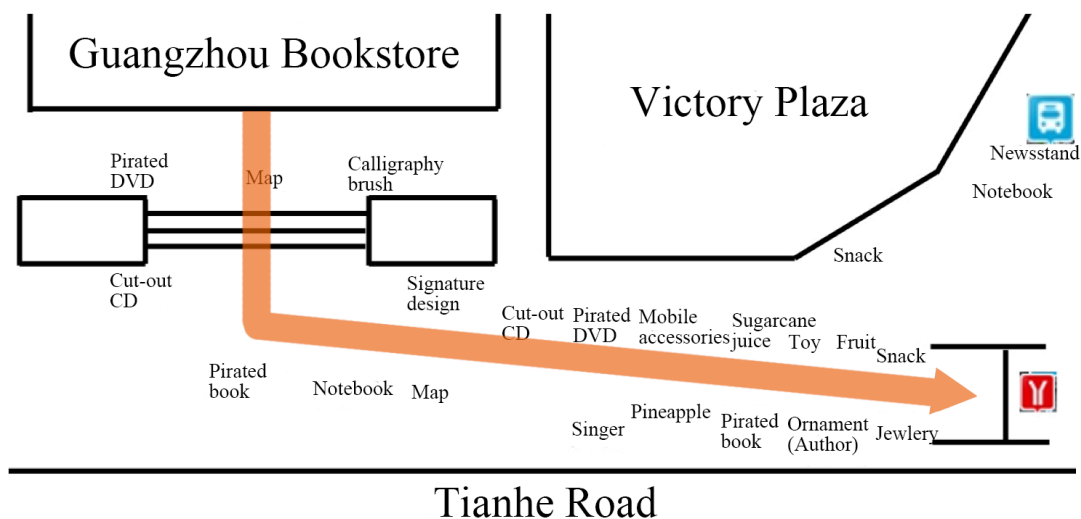 Guangzhou Bookstore
Victory Plaza
Newsstand
Notebook
Pirated
DVD
Map
Calligraphy
brush
Snack
Cut-out
CD
Signature
design
Cut-out
CD
Pirated
DVD
Mobile
accessories
Sugarcane
juice
Toy
Fruit
Snack
Pirated
book
Notebook
Map
Singer
Pineapple
Pirated
book
Ornament
(Author)
Jewlery
Tianhe Road